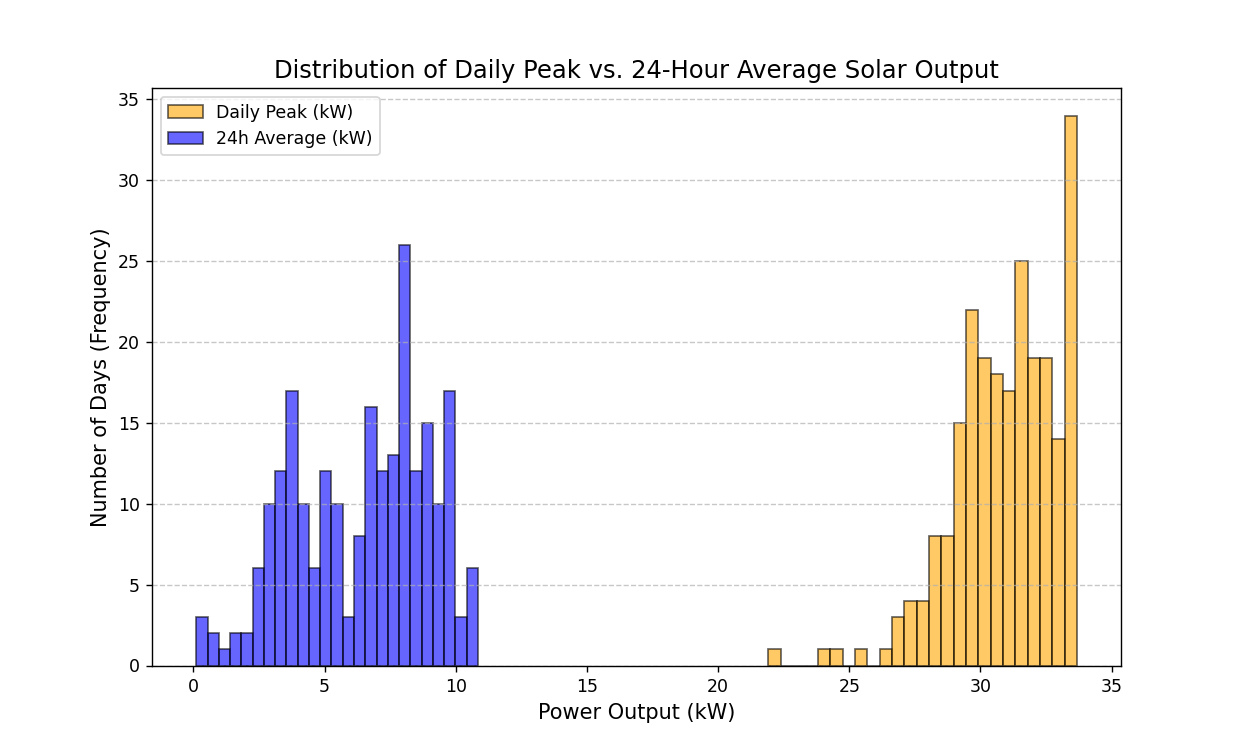 Distribution of Daily Peak vs. 24-Hour Average Solar Output
Daily Peak (kW)
24h Average (kW)
Number of Days (Frequency)
35
30
25
20
15
10
5
0
0 5 10 15 20 25 30 35
Power Output (kW)